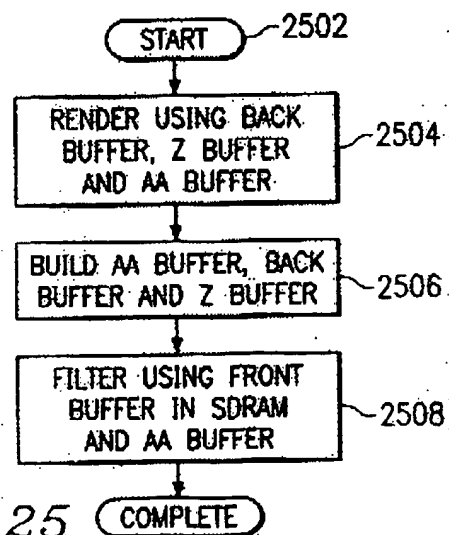 START
2502
RENDER USING BACK
BUFFER, Z BUFFER
AND AA BUFFER
2504
BUILD AA BUFFER, BACK
BUFFER AND Z BUFFER
2506
FILTER USING FRONT
BUFFER IN SDRAM
AND AA BUFFER
2508
25
COMPLETE